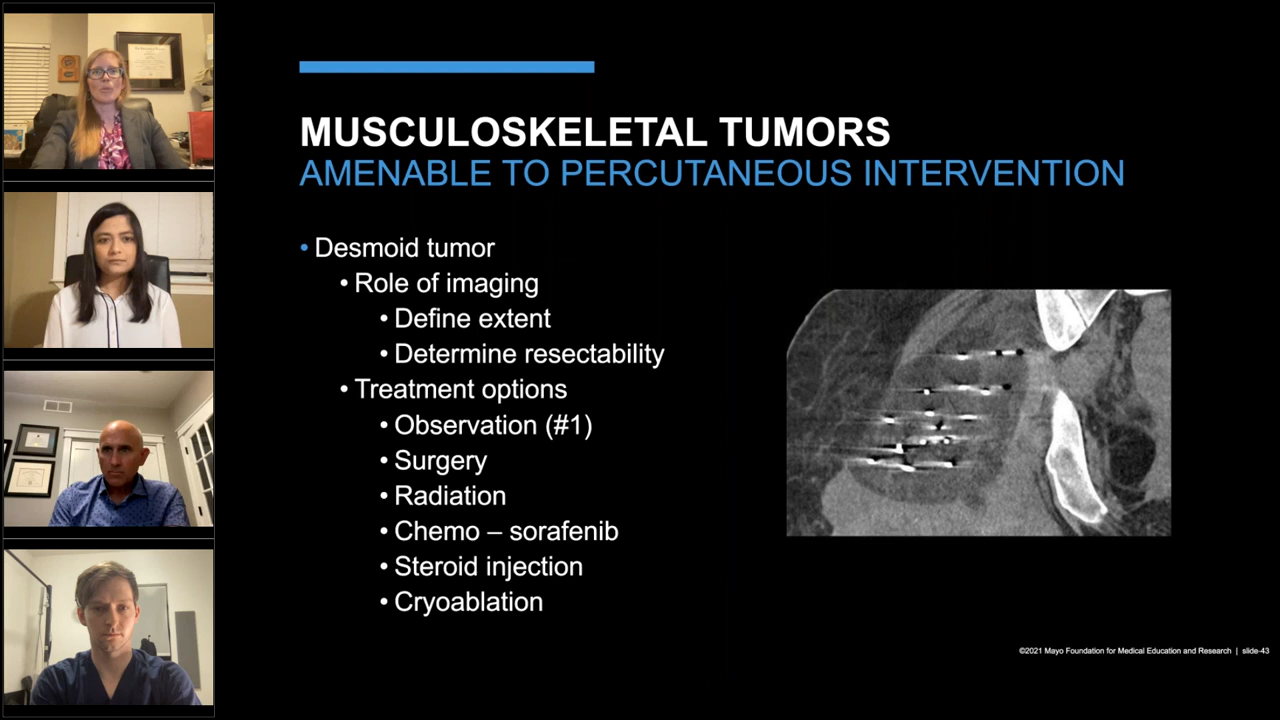 MUSCULOSKELETAL TUMORS
AMENABLE TO PERCUTANEOUS INTERVENTION
• Desmoid tumor
• Role of imaging
• Define extent
• Determine resectability
• Treatment options
• Observation (#1)
• Surgery
• Radiation
• Chemo – sorafenib
• Steroid injection
• Cryoablation
©2021 Mayo Foundation for Medical Education and Research | slide-43